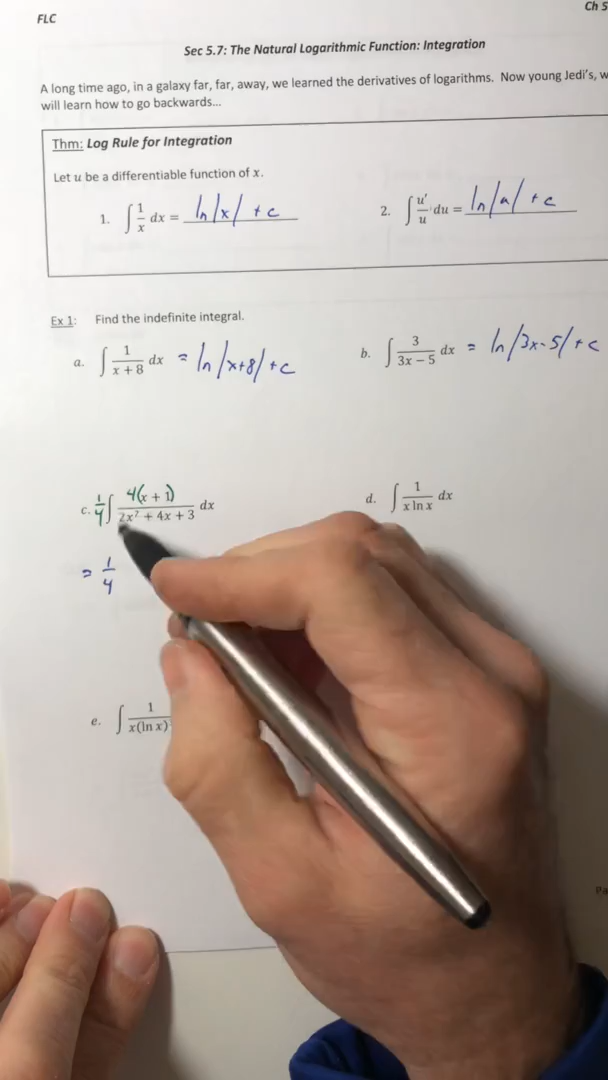 FLC
Ch 5
Sec 5.7: The Natural Logarithmic Function: Integration
A long time ago, in a galaxy far, far, away, we learned the derivatives of logarithms. Now young Jedi's, w
will learn how to go backwards...
Thm: Log Rule for Integration
Let u be a differentiable function of x.
1. ∫ 1/x dx = ln|x| + c
2. ∫ u'/u du = ln|u| + c
Ex 1: Find the indefinite integral.
a. ∫ 1/(x + 8) dx = ln|x+8| + c
b. ∫ 3/(3x − 5) dx = ln|3x-5| + c
c. 1/4 ∫ 4(x + 1)/(2x² + 4x + 3) dx
d. ∫ 1/(x ln x) dx
= 1/4
e. ∫ 1/(x(ln x)
Pa